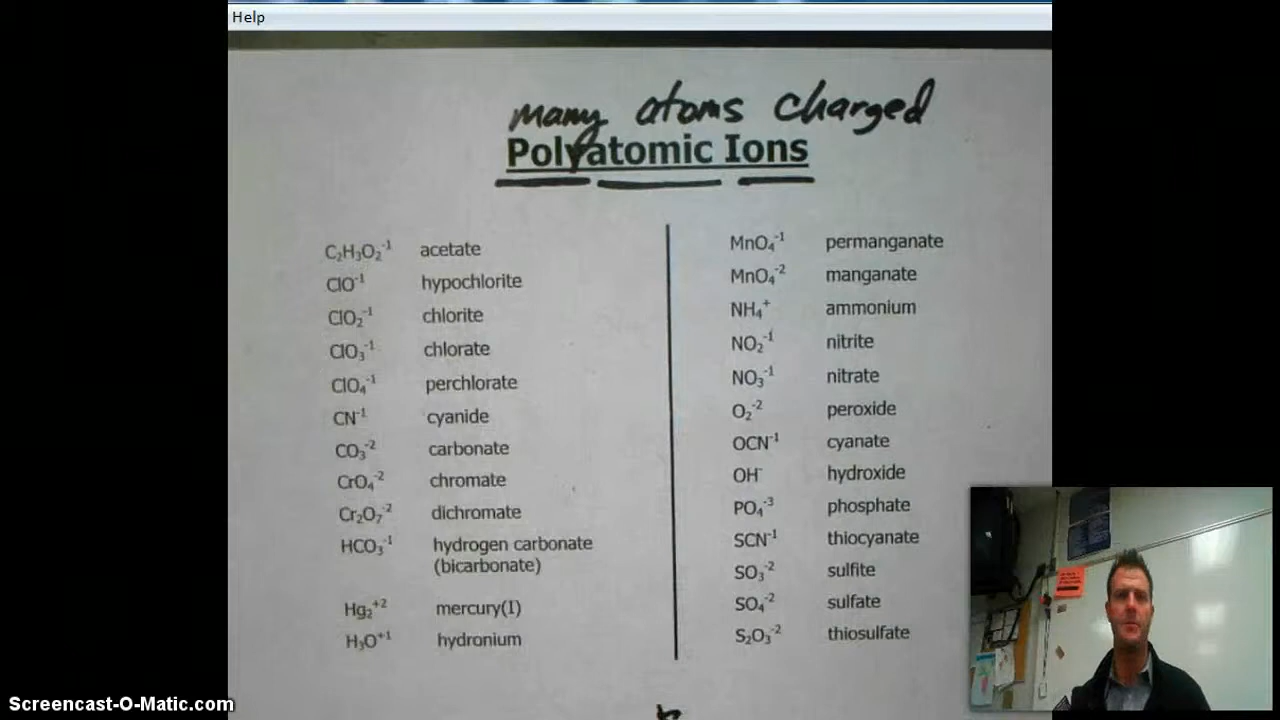 Help
many atoms charged
Polyatomic Ions
C₂H₃O₂⁻¹ acetate
ClO⁻¹ hypochlorite
ClO₂⁻¹ chlorite
ClO₃⁻¹ chlorate
ClO₄⁻¹ perchlorate
CN⁻¹ cyanide
CO₃⁻² carbonate
CrO₄⁻² chromate
Cr₂O₇⁻² dichromate
HCO₃⁻¹ hydrogen carbonate
(bicarbonate)
Hg₂⁺² mercury(I)
H₃O⁺¹ hydronium
MnO₄⁻¹ permanganate
MnO₄⁻² manganate
NH₄⁺ ammonium
NO₂⁻¹ nitrite
NO₃⁻¹ nitrate
O₂⁻² peroxide
OCN⁻¹ cyanate
OH⁻ hydroxide
PO₄⁻³ phosphate
SCN⁻¹ thiocyanate
SO₃⁻² sulfite
SO₄⁻² sulfate
S₂O₃⁻² thiosulfate
Screencast-O-Matic.com